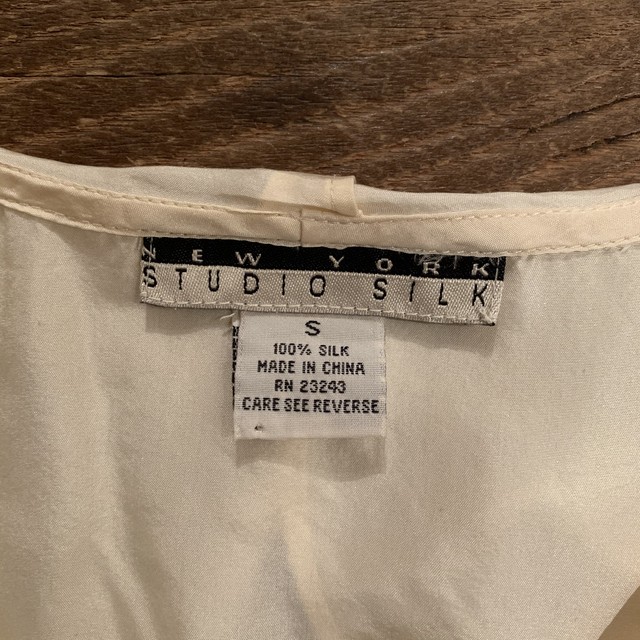 NEW YORK
STUDIO SILK
S
100% SILK
MADE IN CHINA
RN 23243
CARE SEE REVERSE